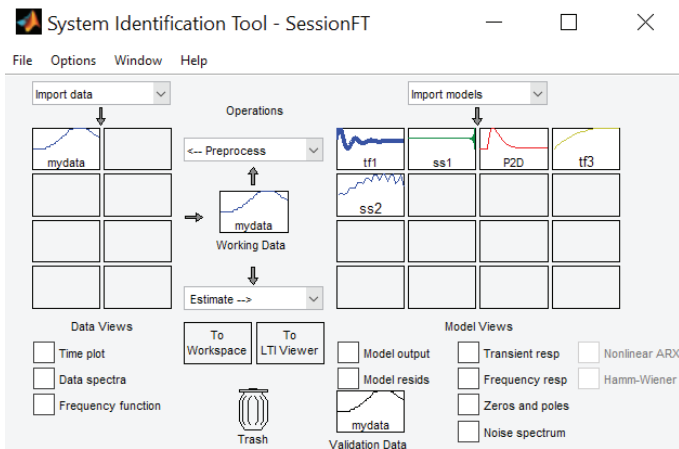 System Identification Tool - SessionFT
File Options Window Help
Import data
Operations
Import models
<-- Preprocess
mydata
tf1
ss1
P2D
tf3
mydata
Working Data
ss2
Estimate -->
Data Views
To Workspace
To LTI Viewer
Model Views
Time plot
Data spectra
Frequency function
Trash
Model output
Model resids
mydata
Validation Data
Transient resp
Frequency resp
Zeros and poles
Noise spectrum
Nonlinear ARX
Hamm-Wiener